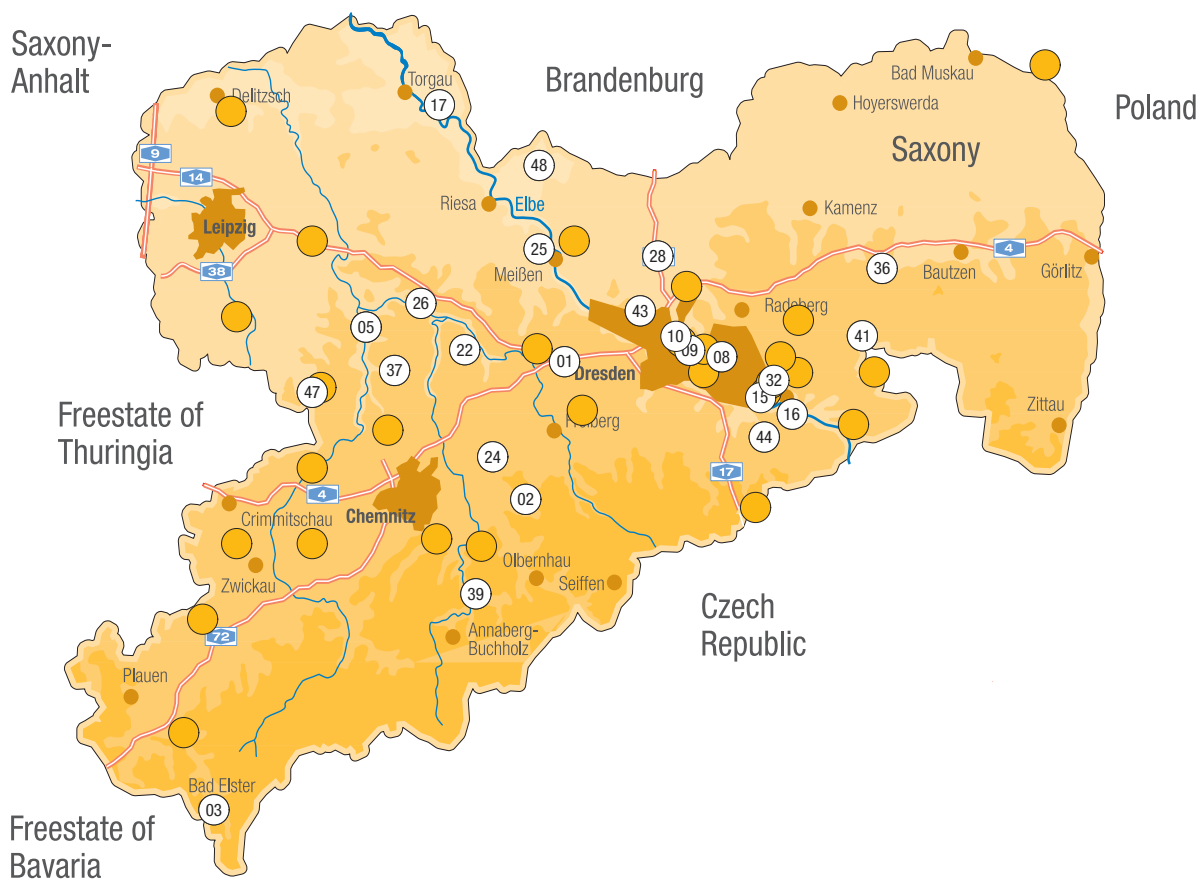 Saxony-
Anhalt
Brandenburg
Poland
Saxony
Freestate of
Thuringia
Czech
Republic
Freestate of
Bavaria
Bad Muskau
Hoyerswerda
Torgau
17
Delitzsch
9
14
48
Riesa
Elbe
Kamenz
Leipzig
25
Meißen
28
4
36
Bautzen
Görlitz
38
26
43
Radeberg
05
10
09
08
41
22
01
Dresden
37
32
47
15
16
Freiberg
44
Zittau
24
17
4
02
Crimmitschau
Chemnitz
Zwickau
Olbernhau
Seiffen
39
72
Annaberg-
Buchholz
Plauen
Bad Elster
03